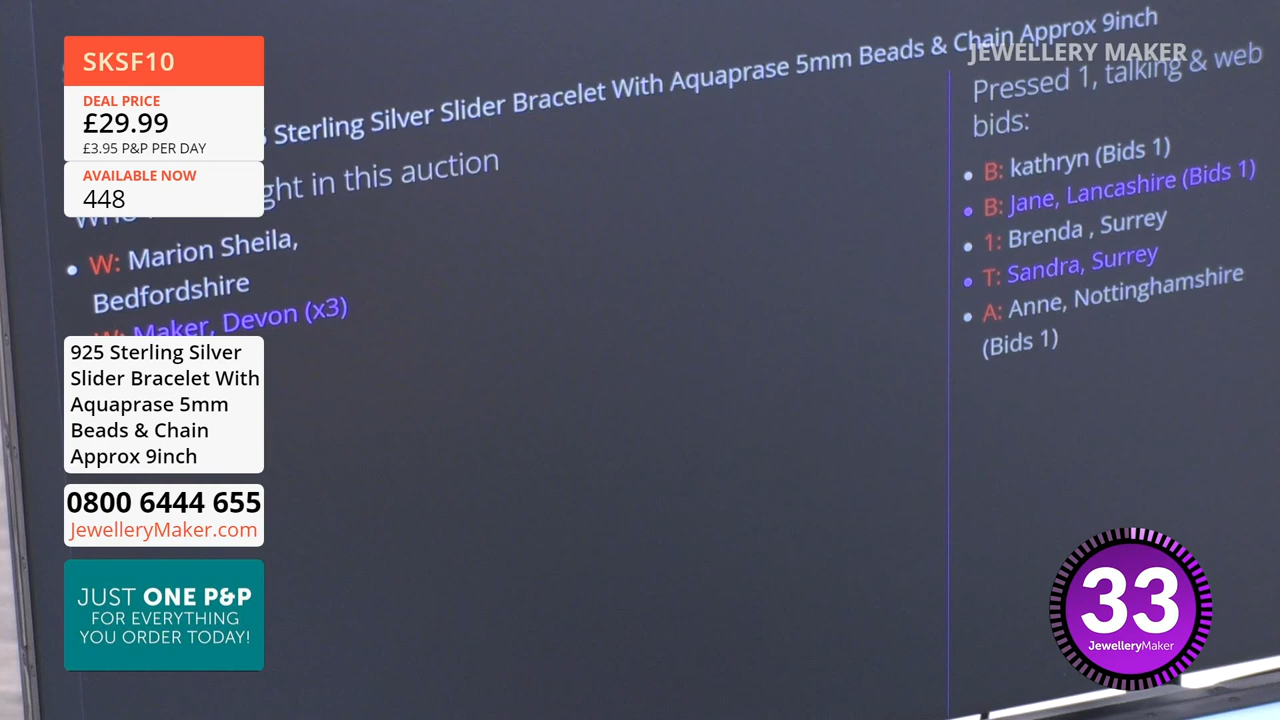 SKSF10
DEAL PRICE
£29.99
£3.95 P&P PER DAY
AVAILABLE NOW
448
Sterling Silver Slider Bracelet With Aquaprase 5mm Beads & Chain Approx 9inch
JEWELLERY MAKER
ght in this auction
W: Marion Sheila,
Bedfordshire
W: Maker, Devon (x3)
Pressed 1, talking & web
bids:
B: kathryn (Bids 1)
B: Jane, Lancashire (Bids 1)
1: Brenda , Surrey
T: Sandra, Surrey
A: Anne, Nottinghamshire
(Bids 1)
925 Sterling Silver
Slider Bracelet With
Aquaprase 5mm
Beads & Chain
Approx 9inch
0800 6444 655
JewelleryMaker.com
JUST ONE P&P
FOR EVERYTHING
YOU ORDER TODAY!
33
JewelleryMaker